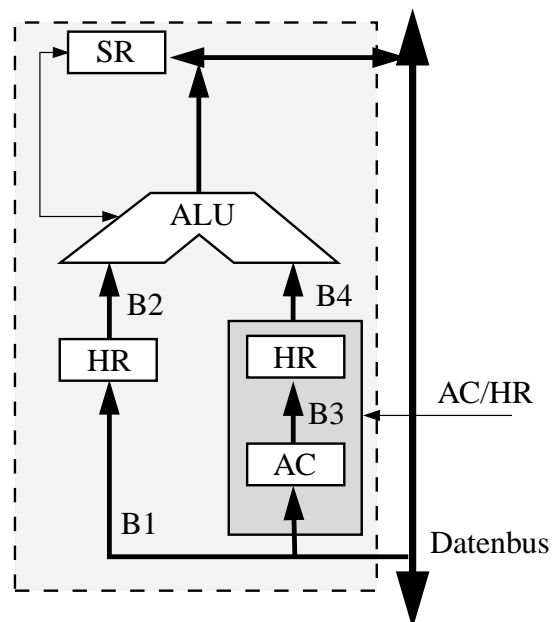 SR
ALU
B2
B4
HR
HR
AC/HR
B3
AC
B1
Datenbus